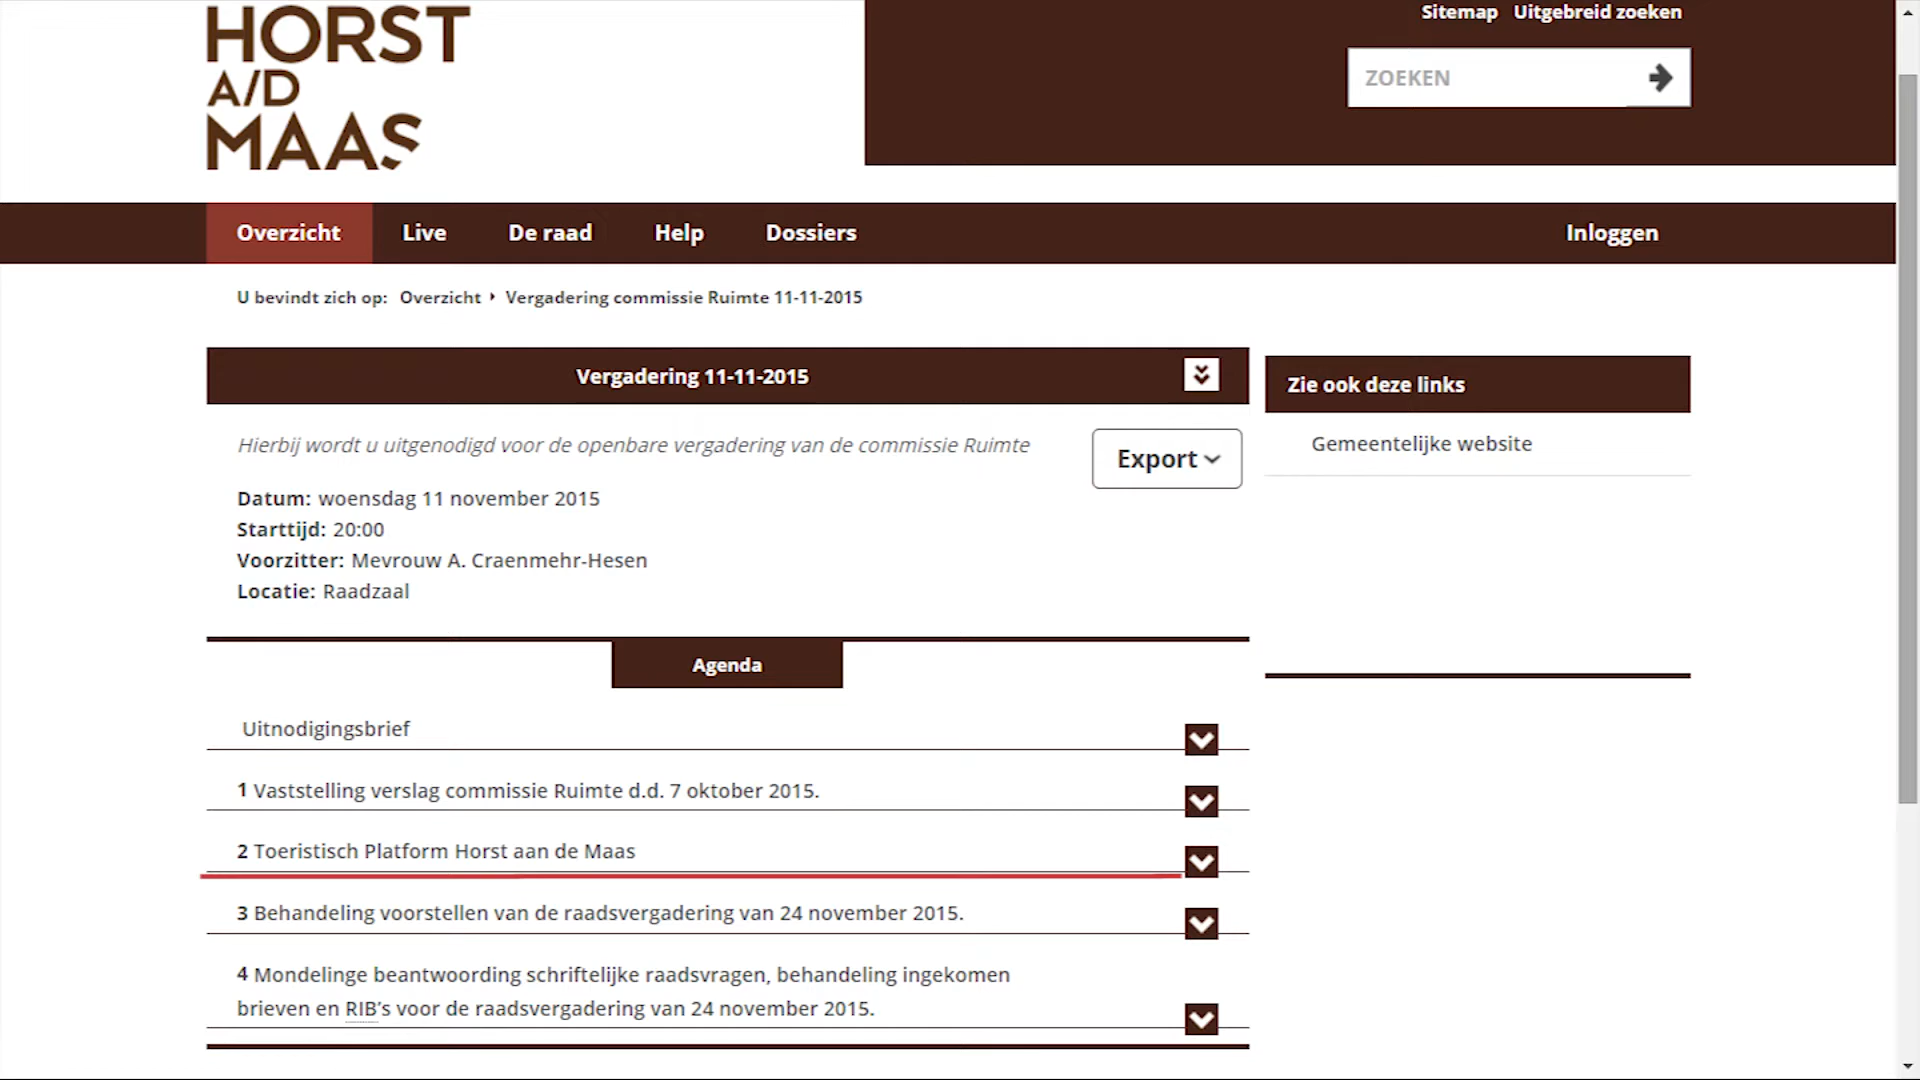 HORST
A/D
MAAS
Sitemap Uitgebreid zoeken
ZOEKEN
Overzicht Live De raad Help Dossiers Inloggen
U bevindt zich op: Overzicht Vergadering commissie Ruimte 11-11-2015
Vergadering 11-11-2015
Hierbij wordt u uitgenodigd voor de openbare vergadering van de commissie Ruimte
Export
Datum: woensdag 11 november 2015
Starttijd: 20:00
Voorzitter: Mevrouw A. Craenmehr-Hesen
Locatie: Raadzaal
Zie ook deze links
Gemeentelijke website
Agenda
Uitnodigingsbrief
1 Vaststelling verslag commissie Ruimte d.d. 7 oktober 2015.
2 Toeristisch Platform Horst aan de Maas
3 Behandeling voorstellen van de raadsvergadering van 24 november 2015.
4 Mondelinge beantwoording schriftelijke raadsvragen, behandeling ingekomen
brieven en RIB's voor de raadsvergadering van 24 november 2015.